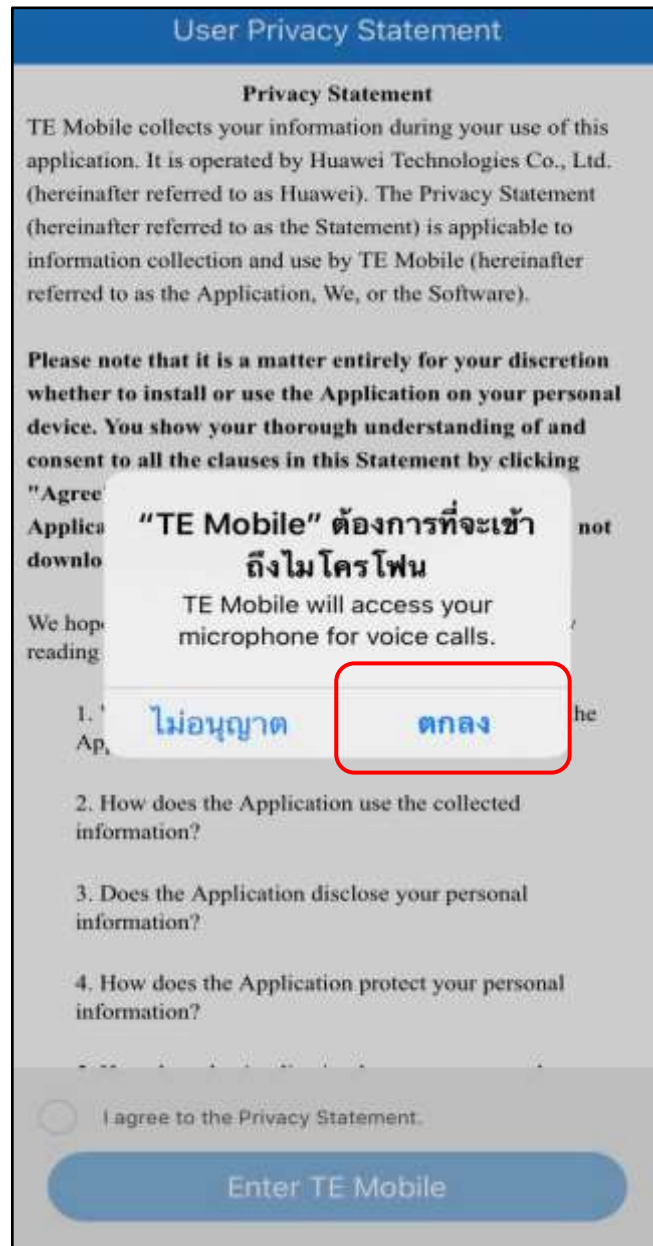 User Privacy Statement
Privacy Statement
TE Mobile collects your information during your use of this
application. It is operated by Huawei Technologies Co., Ltd.
(hereinafter referred to as Huawei). The Privacy Statement
(hereinafter referred to as the Statement) is applicable to
information collection and use by TE Mobile (hereinafter
referred to as the Application, We, or the Software).
Please note that it is a matter entirely for your discretion
whether to install or use the Application on your personal
device. You show your thorough understanding of and
consent to all the clauses in this Statement by clicking
"Agree
not
We
reading
“TE Mobile” ต้องการที่จะเข้า
ถึงไมโครโฟน
TE Mobile will access your
microphone for voice calls.
ไม่อนุญาต ตกลง
1.
2. How does the Application use the collected
information?
3. Does the Application disclose your personal
information?
4. How does the Application protect your personal
information?
I agree to the Privacy Statement.
Enter TE Mobile